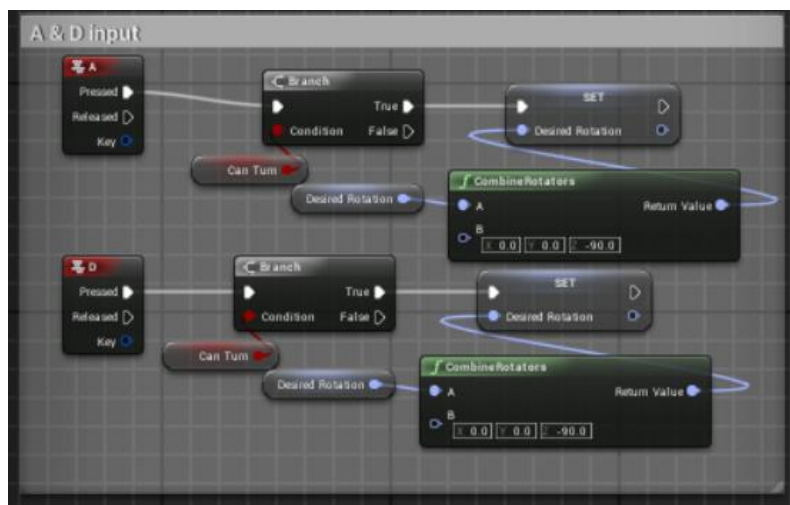 A & D input
A
Pressed
Released
Key
Branch
True
Condition False
SET
Desired Rotation
Can Turn
Desired Rotation
CombineRotators
A Return Value
B
X 0.0 Y 0.0 Z -90.0
D
Pressed
Released
Key
Branch
True
Condition False
SET
Desired Rotation
Can Turn
Desired Rotation
CombineRotators
A Return Value
B
X 0.0 Y 0.0 Z -90.0